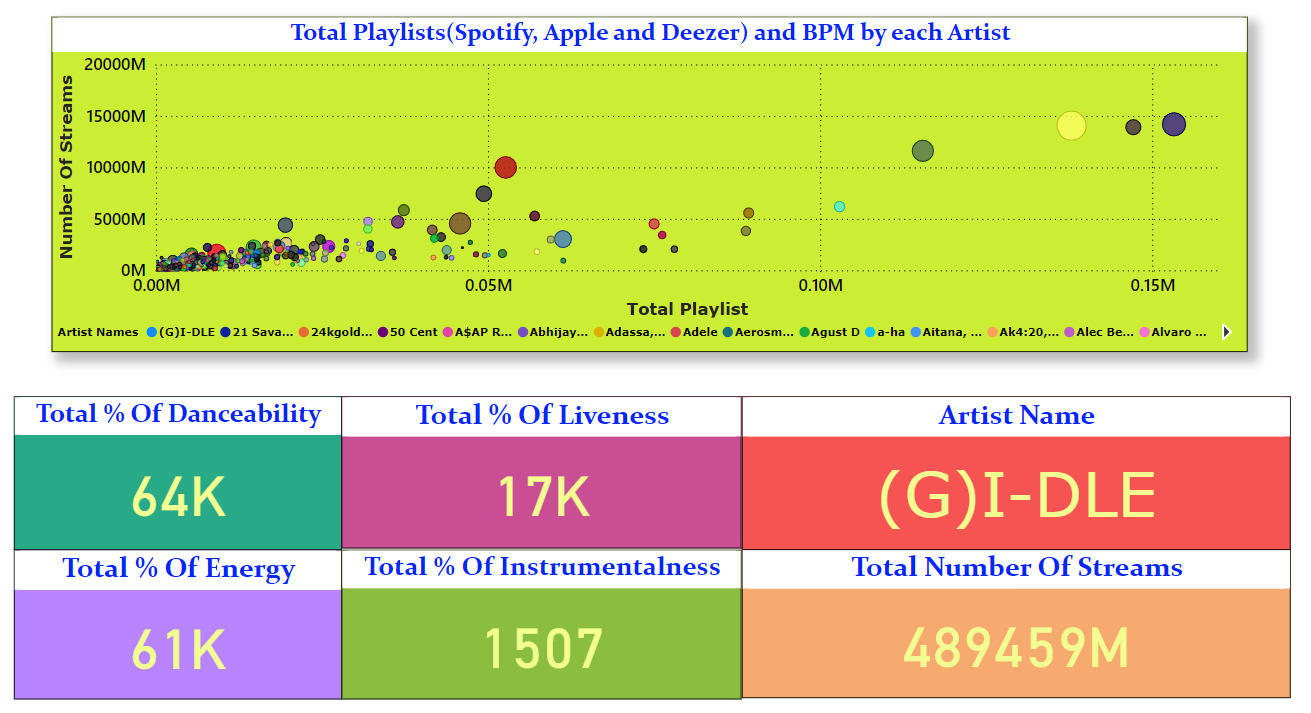 Total Playlists(Spotify, Apple and Deezer) and BPM by each Artist
Number Of Streams
20000M
15000M
10000M
5000M
0M
0.00M 0.05M 0.10M 0.15M
Total Playlist
Artist Names (G)I-DLE 21 Sava... 24kgold... 50 Cent A$AP R... Abhijay... Adassa,... Adele Aerosm... Agust D a-ha Aitana, ... Ak4:20,... Alec Be... Alvaro ...
Total % Of Danceability Total % Of Liveness Artist Name
64K 17K (G)I-DLE
Total % Of Energy Total % Of Instrumentalness Total Number Of Streams
61K 1507 489459M